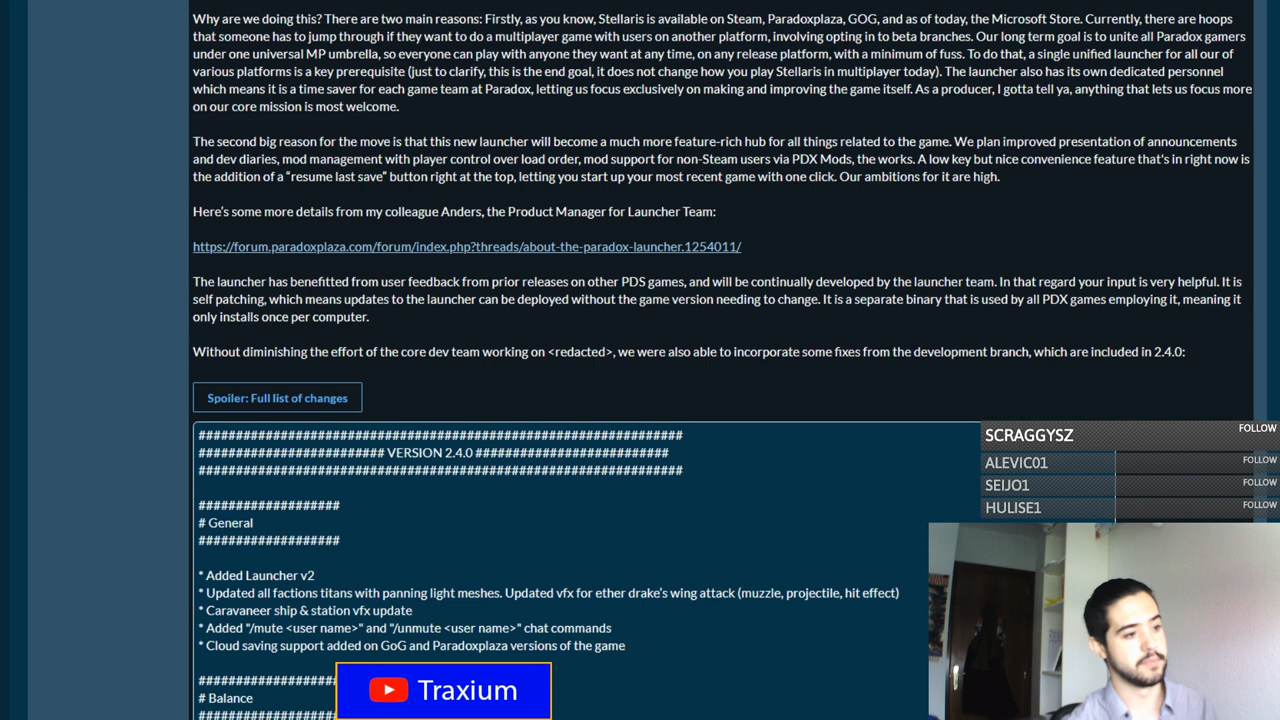 Why are we doing this? There are two main reasons: Firstly, as you know, Stellaris is available on Steam, Paradoxplaza, GOG, and as of today, the Microsoft Store. Currently, there are hoops
that someone has to jump through if they want to do a multiplayer game with users on another platform, involving opting in to beta branches. Our long term goal is to unite all Paradox gamers
under one universal MP umbrella, so everyone can play with anyone they want at any time, on any release platform, with a minimum of fuss. To do that, a single unified launcher for all our of
various platforms is a key prerequisite (just to clarify, this is the end goal, it does not change how you play Stellaris in multiplayer today). The launcher also has its own dedicated personnel
which means it is a time saver for each game team at Paradox, letting us focus exclusively on making and improving the game itself. As a producer, I gotta tell ya, anything that lets us focus more
on our core mission is most welcome.
The second big reason for the move is that this new launcher will become a much more feature-rich hub for all things related to the game. We plan improved presentation of announcements
and dev diaries, mod management with player control over load order, mod support for non-Steam users via PDX Mods, the works. A low key but nice convenience feature that's in right now is
the addition of a “resume last save” button right at the top, letting you start up your most recent game with one click. Our ambitions for it are high.
Here’s some more details from my colleague Anders, the Product Manager for Launcher Team:
https://forum.paradoxplaza.com/forum/index.php?threads/about-the-paradox-launcher.1254011/
The launcher has benefitted from user feedback from prior releases on other PDS games, and will be continually developed by the launcher team. In that regard your input is very helpful. It is
self patching, which means updates to the launcher can be deployed without the game version needing to change. It is a separate binary that is used by all PDX games employing it, meaning it
only installs once per computer.
Without diminishing the effort of the core dev team working on <redacted>, we were also able to incorporate some fixes from the development branch, which are included in 2.4.0:
Spoiler: Full list of changes
#################################################################
######################### VERSION 2.4.0 ##########################
#################################################################
###################
# General
###################
* Added Launcher v2
* Updated all factions titans with panning light meshes. Updated vfx for ether drake's wing attack (muzzle, projectile, hit effect)
* Caravaneer ship & station vfx update
* Added "/mute <user name>" and "/unmute <user name>" chat commands
* Cloud saving support added on GoG and Paradoxplaza versions of the game
###################
# Balance
###################
SCRAGGYSZ FOLLOW
ALEVIC01 FOLLOW
SEIJO1 FOLLOW
HULISE1 FOLLOW
Traxium